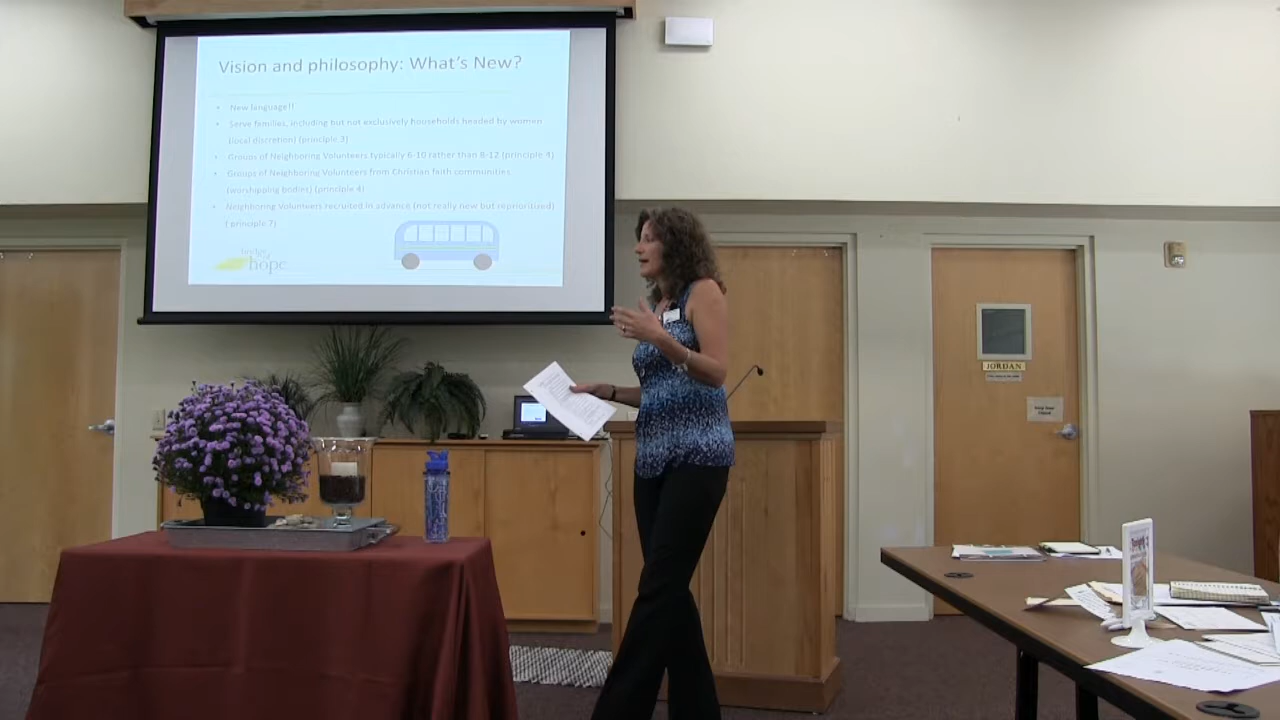 Vision and philosophy: What's New?
• New language!!
• Serve families, including but not exclusively households headed by women
(local discretion) (principle 3)
• Groups of Neighboring Volunteers typically 6-10 rather than 8-12 (principle 4)
• Groups of Neighboring Volunteers from Christian faith communities
(worshipping bodies) (principle 4)
• Neighboring Volunteers recruited in advance (not really new but reprioritized)
( principle 7)
bridge of
hope
JORDAN